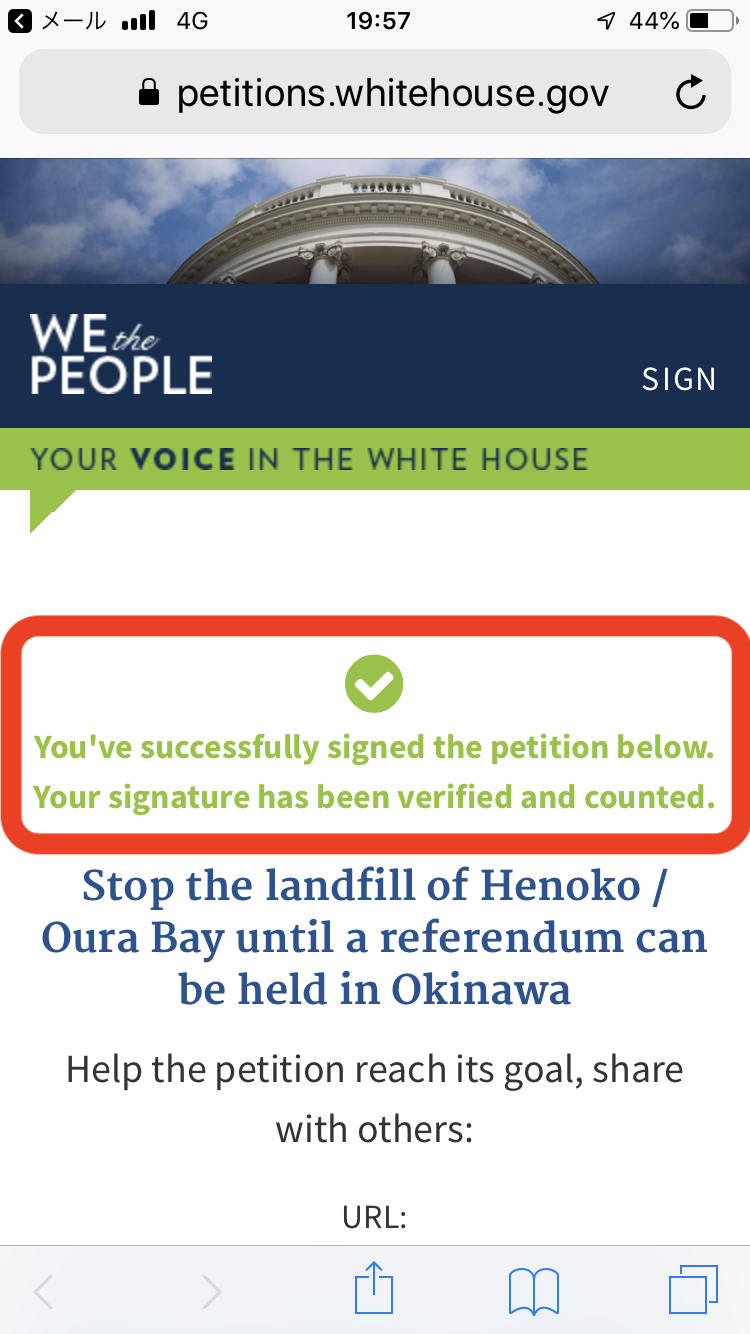 メール 4G 19:57 44%
petitions.whitehouse.gov
WE the
PEOPLE
SIGN
YOUR VOICE IN THE WHITE HOUSE
You've successfully signed the petition below.
Your signature has been verified and counted.
Stop the landfill of Henoko /
Oura Bay until a referendum can
be held in Okinawa
Help the petition reach its goal, share
with others:
URL: